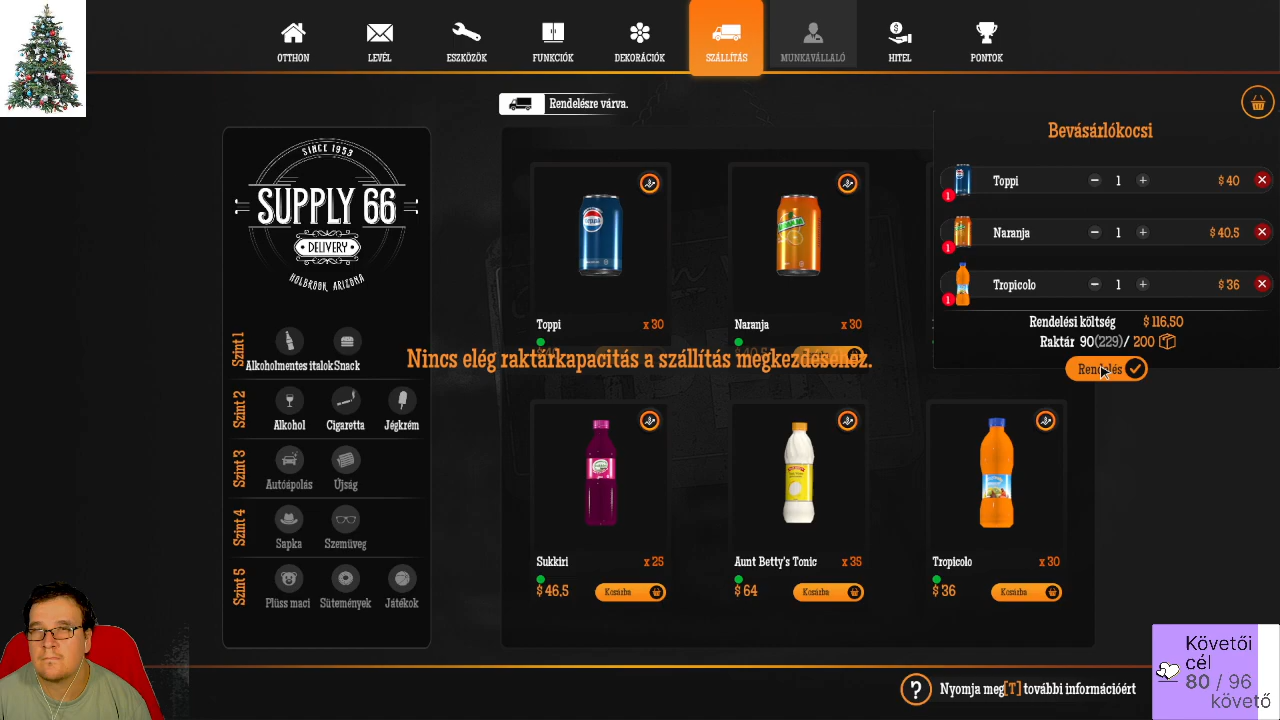 OTTHON
LEVÉL
ESZKÖZÖK
FUNKCIÓK
DEKORÁCIÓK
SZÁLLÍTÁS
MUNKAVÁLLALÓ
HITEL
PONTOK
Rendelésre várva.
SINCE 1953
SUPPLY 66
DELIVERY
HOLBROOK, ARIZONA
Szint 1
Alkoholmentes italok
Snack
Szint 2
Alkohol
Cigaretta
Jégkrém
Szint 3
Autóápolás
Újság
Szint 4
Sapka
Szemüveg
Szint 5
Plüss maci
Sütemények
Játékok
Toppi x 30
Naranja x 30
Nincs elég raktárkapacitás a szállítás megkezdéséhez.
Sukkiri x 25
$ 46,5 Kosárba
Aunt Betty's Tonic x 35
$ 64 Kosárba
Tropicolo x 30
$ 36 Kosárba
Bevásárlókocsi
1 Toppi − 1 + $ 40
1 Naranja − 1 + $ 40.5
1 Tropicolo − 1 + $ 36
Rendelési költség $ 116,50
Raktár 90(229)/ 200
Rendelés
? Nyomja meg[T] további információért
Követői
cél
80 / 96
követő